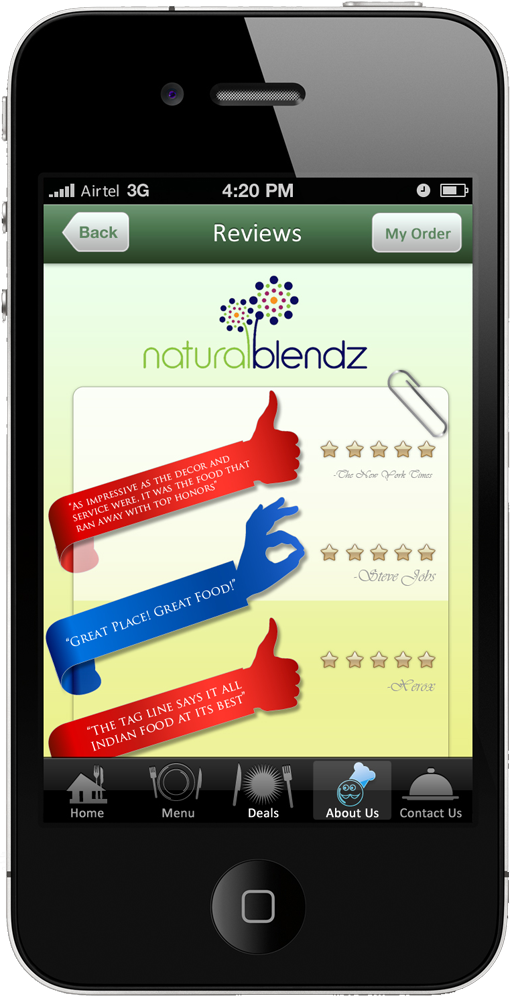 Airtel 3G 4:20 PM
Back Reviews My Order
naturalblendz
"As impressive as the decor and
service were, it was the food that
ran away with top honors"
-The New York Times
"Great Place! Great Food!"
-Steve Jobs
"The tag line says it all
Indian food at its best"
-Xerox
Home Menu Deals About Us Contact Us